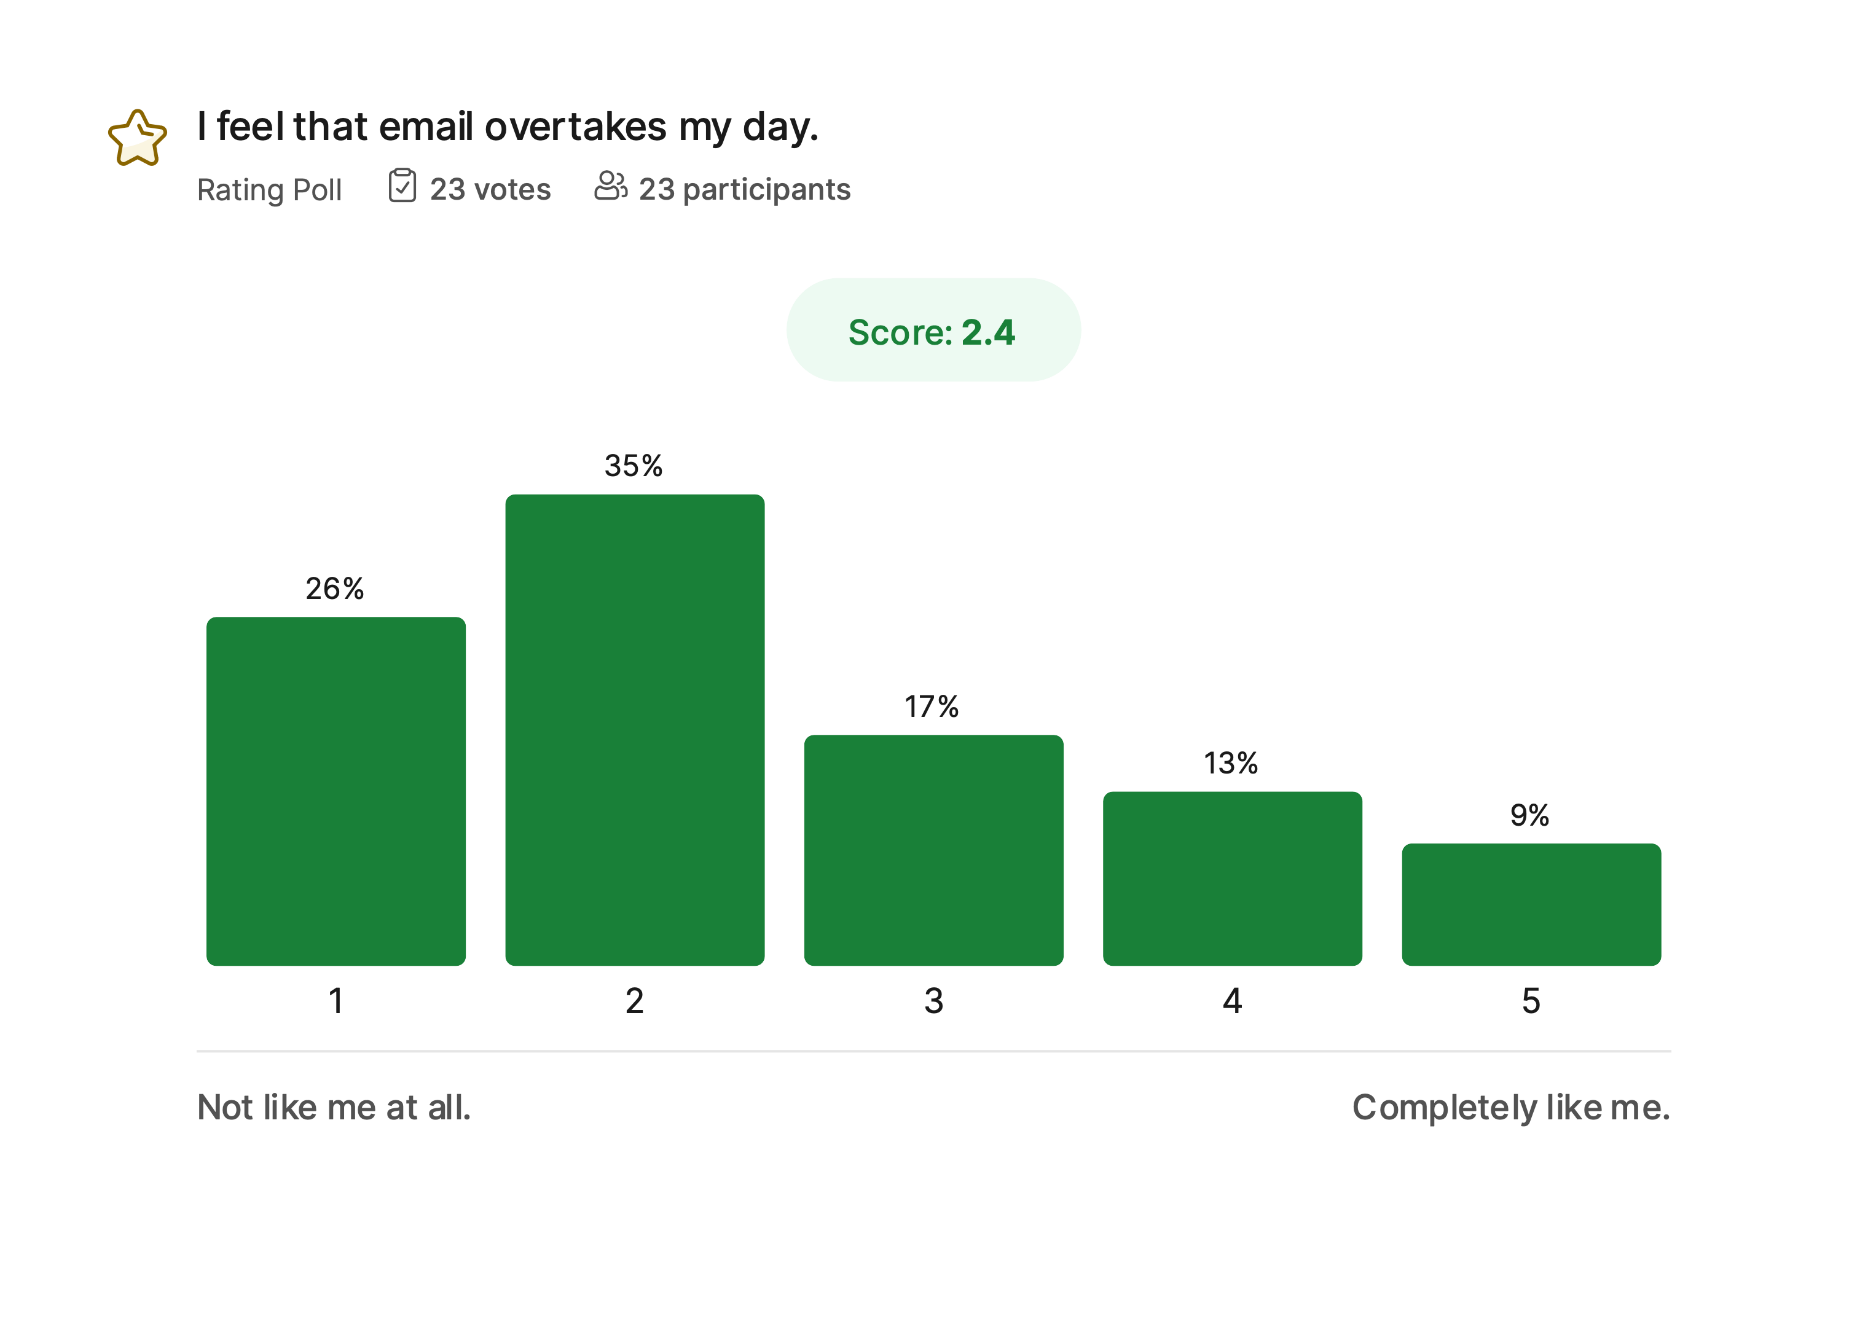 I feel that email overtakes my day.
Rating Poll 23 votes 23 participants
Score: 2.4
35%
26%
17%
13%
9%
1 2 3 4 5
Not like me at all. Completely like me.